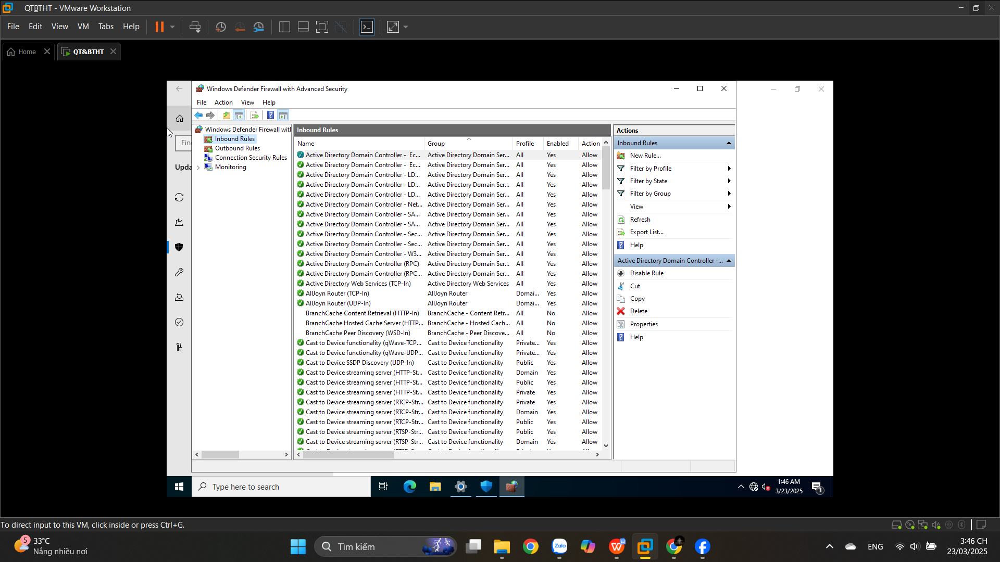 QTBTHT - VMware Workstation
File Edit View VM Tabs Help
Home
QT&BTHT
Windows Defender Firewall with Advanced Security
File Action View Help
Windows Defender Firewall with
Inbound Rules
Outbound Rules
Connection Security Rules
Monitoring
Inbound Rules
Name Group Profile Enabled Action
Active Directory Domain Controller - Ec... Active Directory Domain Ser... All Yes Allow
Active Directory Domain Controller - Ec... Active Directory Domain Ser... All Yes Allow
Active Directory Domain Controller - LD... Active Directory Domain Ser... All Yes Allow
Active Directory Domain Controller - LD... Active Directory Domain Ser... All Yes Allow
Active Directory Domain Controller - LD... Active Directory Domain Ser... All Yes Allow
Active Directory Domain Controller - Net... Active Directory Domain Ser... All Yes Allow
Active Directory Domain Controller - SA... Active Directory Domain Ser... All Yes Allow
Active Directory Domain Controller - SA... Active Directory Domain Ser... All Yes Allow
Active Directory Domain Controller - Sec... Active Directory Domain Ser... All Yes Allow
Active Directory Domain Controller - Sec... Active Directory Domain Ser... All Yes Allow
Active Directory Domain Controller - W3... Active Directory Domain Ser... All Yes Allow
Active Directory Domain Controller (RPC) Active Directory Domain Ser... All Yes Allow
Active Directory Domain Controller (RPC... Active Directory Domain Ser... All Yes Allow
Active Directory Web Services (TCP-In) Active Directory Web Services All Yes Allow
AllJoyn Router (TCP-In) AllJoyn Router Domai... Yes Allow
AllJoyn Router (UDP-In) AllJoyn Router Domai... Yes Allow
BranchCache Content Retrieval (HTTP-In) BranchCache - Content Retr... All No Allow
BranchCache Hosted Cache Server (HTTP... BranchCache - Hosted Cach... All No Allow
BranchCache Peer Discovery (WSD-In) BranchCache - Peer Discove... All No Allow
Cast to Device functionality (qWave-TCP... Cast to Device functionality Private... Yes Allow
Cast to Device functionality (qWave-UDP... Cast to Device functionality Private... Yes Allow
Cast to Device SSDP Discovery (UDP-In) Cast to Device functionality Public Yes Allow
Cast to Device streaming server (HTTP-St... Cast to Device functionality Domain Yes Allow
Cast to Device streaming server (HTTP-St... Cast to Device functionality Public Yes Allow
Cast to Device streaming server (HTTP-St... Cast to Device functionality Private Yes Allow
Cast to Device streaming server (RTCP-Str... Cast to Device functionality Private Yes Allow
Cast to Device streaming server (RTCP-Str... Cast to Device functionality Domain Yes Allow
Cast to Device streaming server (RTCP-Str... Cast to Device functionality Public Yes Allow
Cast to Device streaming server (RTSP-Str... Cast to Device functionality Public Yes Allow
Cast to Device streaming server (RTSP-Str... Cast to Device functionality Domain Yes Allow
Actions
Inbound Rules
New Rule...
Filter by Profile
Filter by State
Filter by Group
View
Refresh
Export List...
Help
Active Directory Domain Controller -...
Disable Rule
Cut
Copy
Delete
Properties
Help
Fin
Upda
Type here to search
1:46 AM
3/23/2025
3
To direct input to this VM, click inside or press Ctrl+G.
5
33°C
Nắng nhiều nơi
Tìm kiếm
Zalo
ENG
3:46 CH
23/03/2025